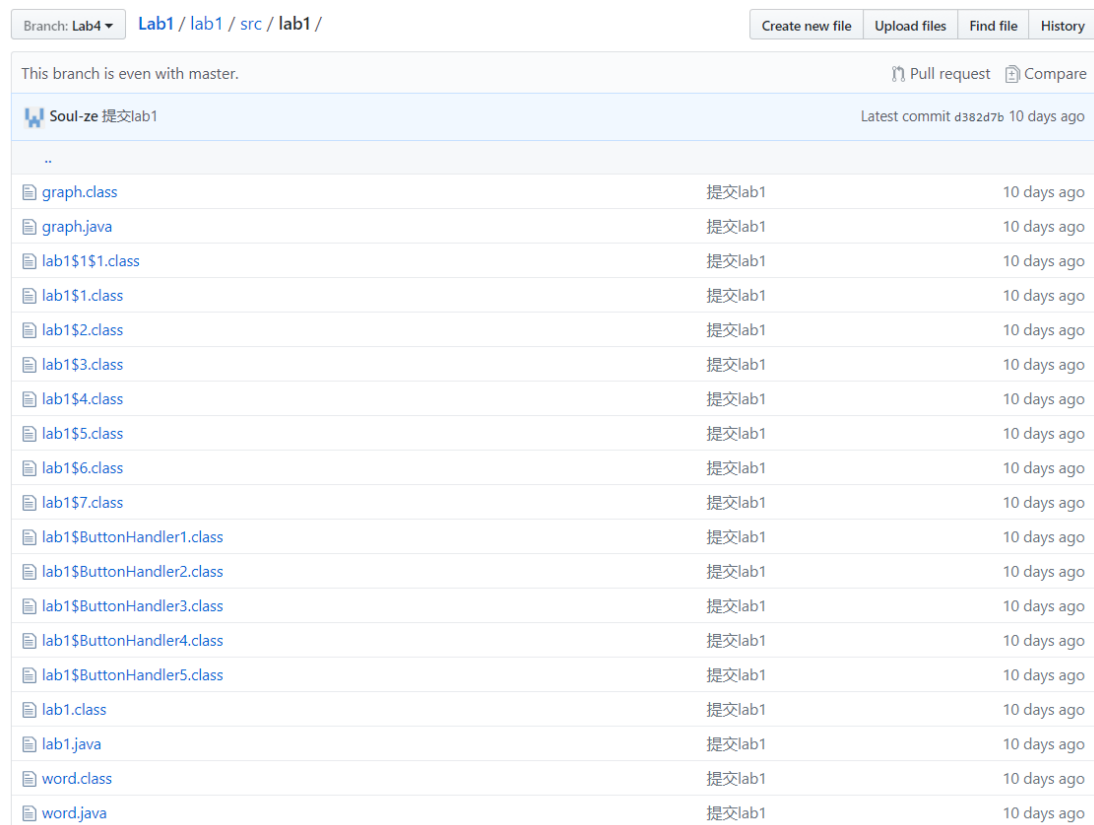 Branch: Lab4 Lab1 / lab1 / src / lab1 / Create new file Upload files Find file History
This branch is even with master. Pull request Compare
Soul-ze 提交lab1 Latest commit d382d7b 10 days ago
..
graph.class 提交lab1 10 days ago
graph.java 提交lab1 10 days ago
lab1$1$1.class 提交lab1 10 days ago
lab1$1.class 提交lab1 10 days ago
lab1$2.class 提交lab1 10 days ago
lab1$3.class 提交lab1 10 days ago
lab1$4.class 提交lab1 10 days ago
lab1$5.class 提交lab1 10 days ago
lab1$6.class 提交lab1 10 days ago
lab1$7.class 提交lab1 10 days ago
lab1$ButtonHandler1.class 提交lab1 10 days ago
lab1$ButtonHandler2.class 提交lab1 10 days ago
lab1$ButtonHandler3.class 提交lab1 10 days ago
lab1$ButtonHandler4.class 提交lab1 10 days ago
lab1$ButtonHandler5.class 提交lab1 10 days ago
lab1.class 提交lab1 10 days ago
lab1.java 提交lab1 10 days ago
word.class 提交lab1 10 days ago
word.java 提交lab1 10 days ago